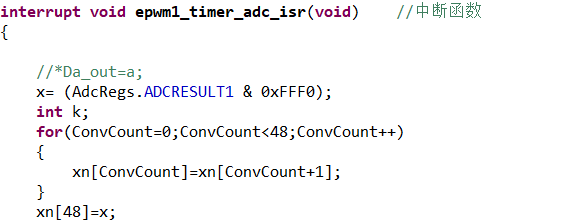 interrupt void epwm1_timer_adc_isr(void)    //中断函数
{
    //*Da_out=a;
    x= (AdcRegs.ADCRESULT1 & 0xFFF0);
    int k;
    for(ConvCount=0;ConvCount<48;ConvCount++)
    {
        xn[ConvCount]=xn[ConvCount+1];
    }
    xn[48]=x;